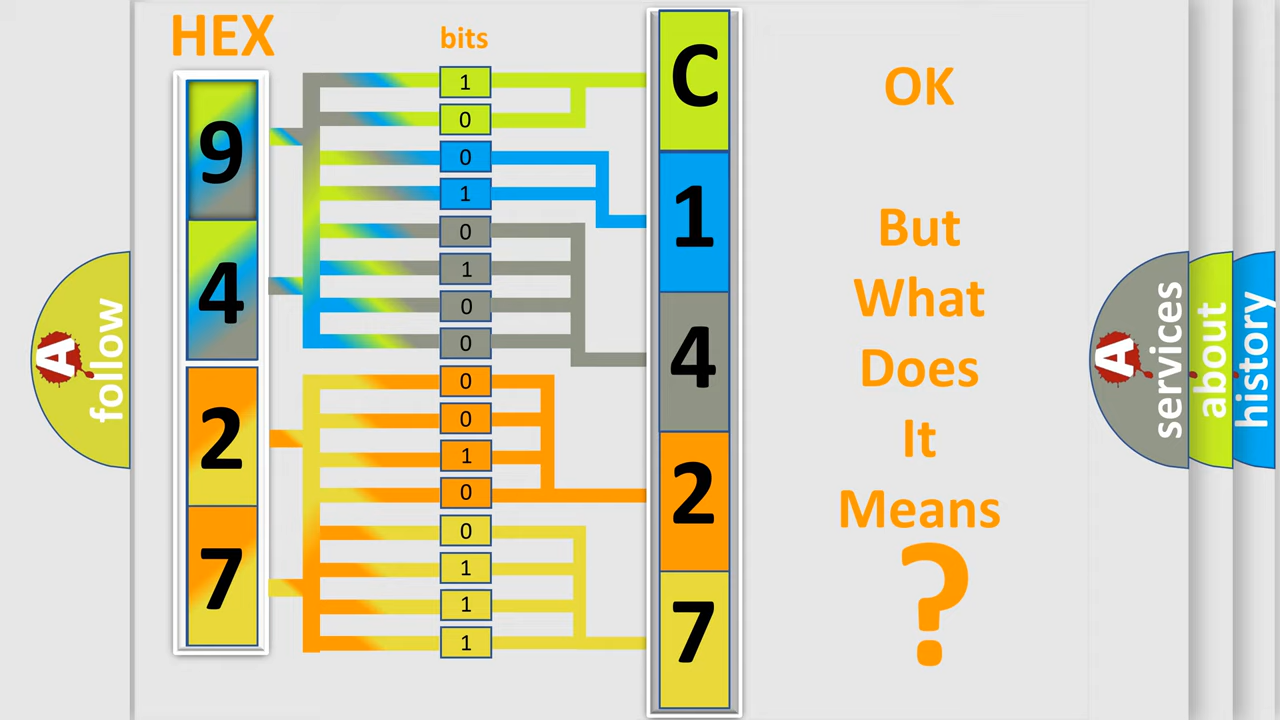 HEX
bits
9
4
2
7
1
0
0
1
0
1
0
0
0
0
1
0
0
1
1
1
C
1
4
2
7
OK
But
What
Does
It
Means
?
A
follow
A
services
about
history